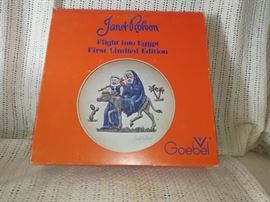 Janet Robson
Flight into Egypt
First Limited Edition
Goebel